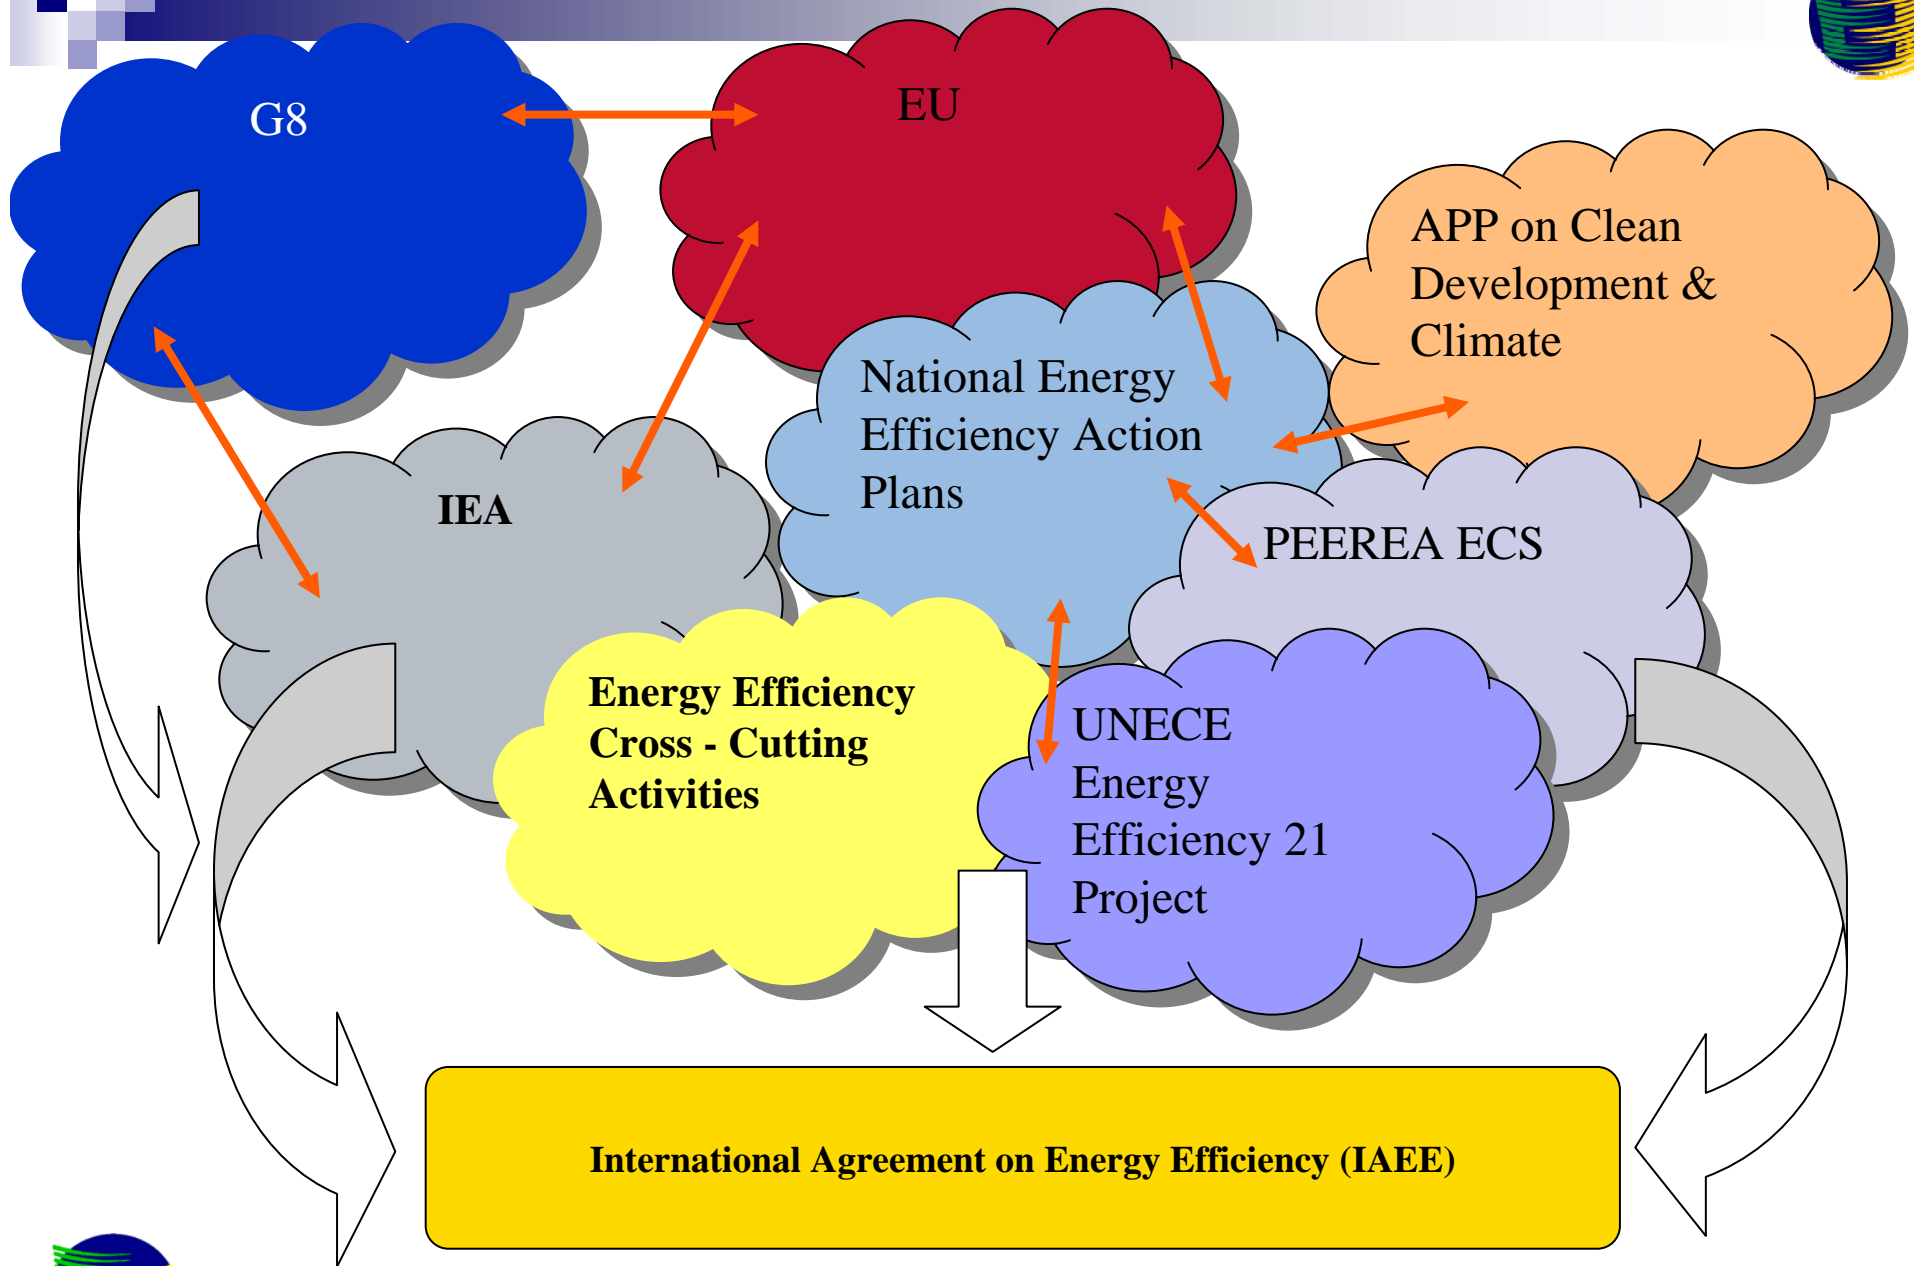 G8
EU
APP on Clean
Development &
Climate
National Energy
Efficiency Action
Plans
IEA
PEEREA ECS
Energy Efficiency
Cross - Cutting
Activities
UNECE
Energy
Efficiency 21
Project
International Agreement on Energy Efficiency (IAEE)